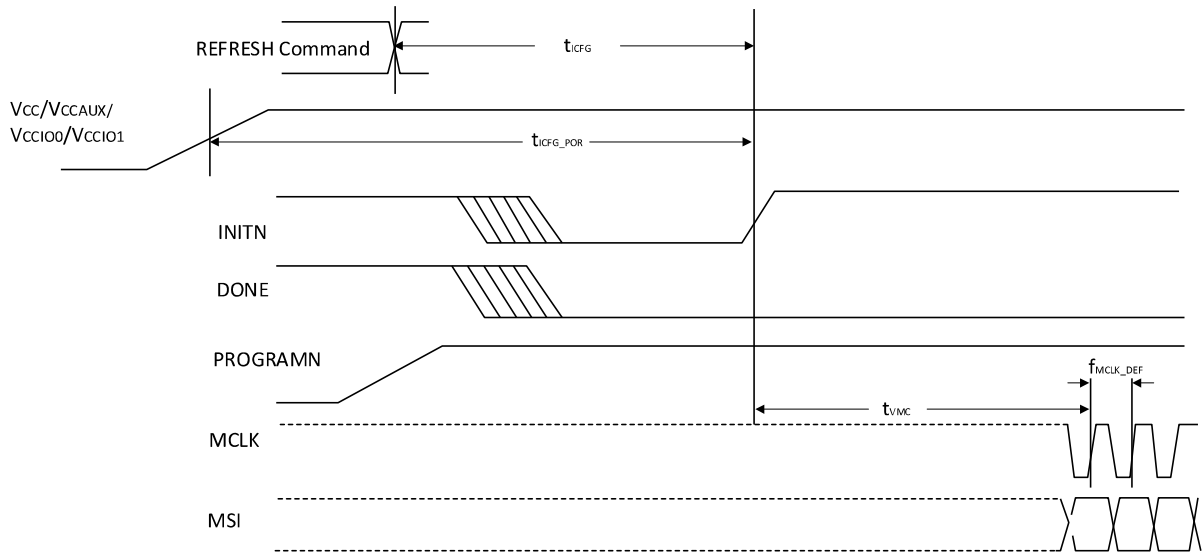 REFRESH Command
tICFG
VCC/VCCAUX/
VCCIO0/VCCIO1
tICFG_POR
INITN
DONE
PROGRAMN
fMCLK_DEF
tVMC
MCLK
MSI